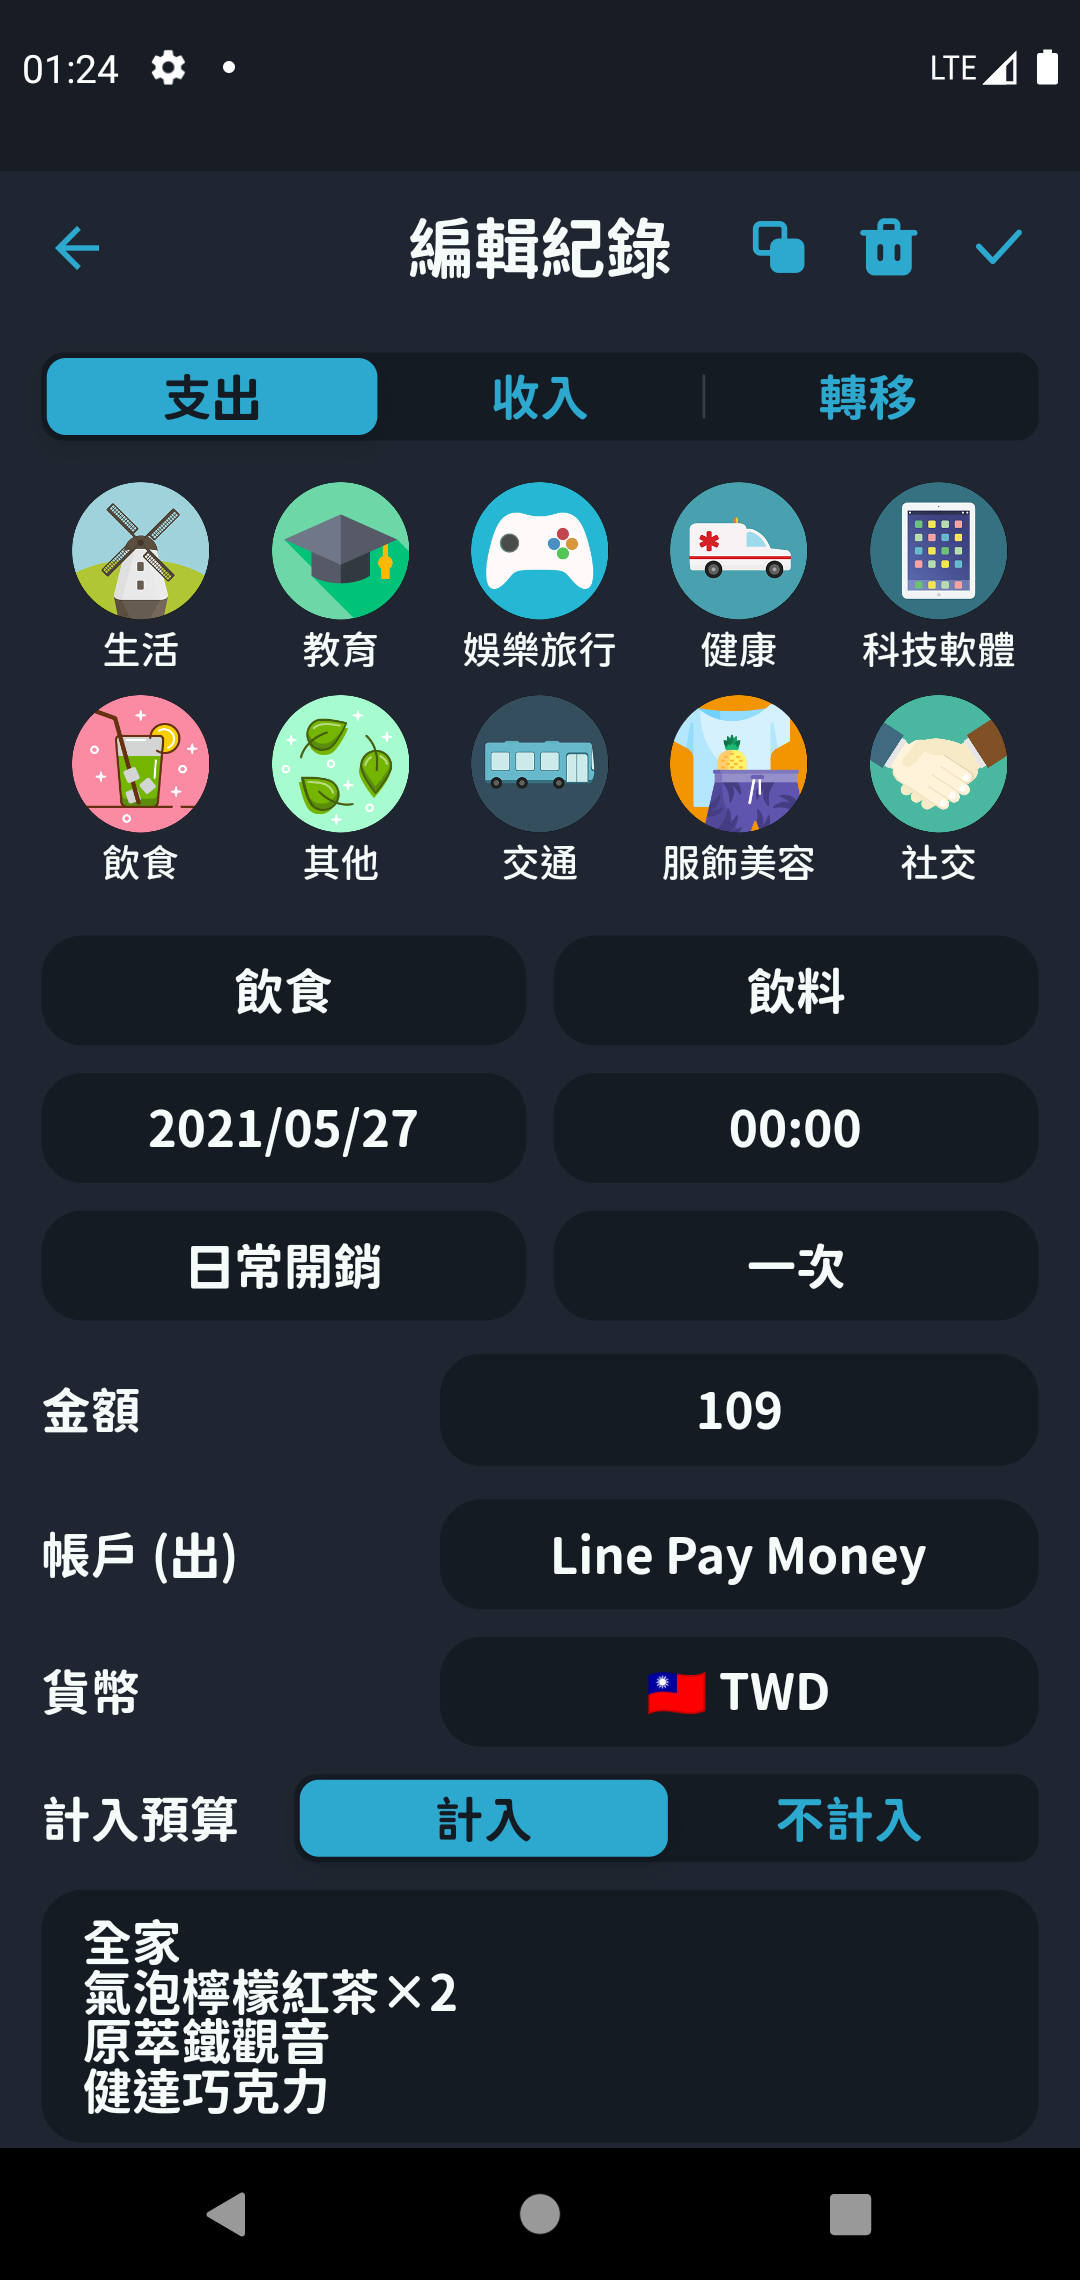 01:24
LTE
編輯紀錄
支出 收入 轉移
生活 教育 娛樂旅行 健康 科技軟體
飲食 其他 交通 服飾美容 社交
飲食 飲料
2021/05/27 00:00
日常開銷 一次
金額 109
帳戶 (出) Line Pay Money
貨幣 🇹🇼 TWD
計入預算 計入 不計入
全家
氣泡檸檬紅茶×2
原萃鐵觀音
健達巧克力